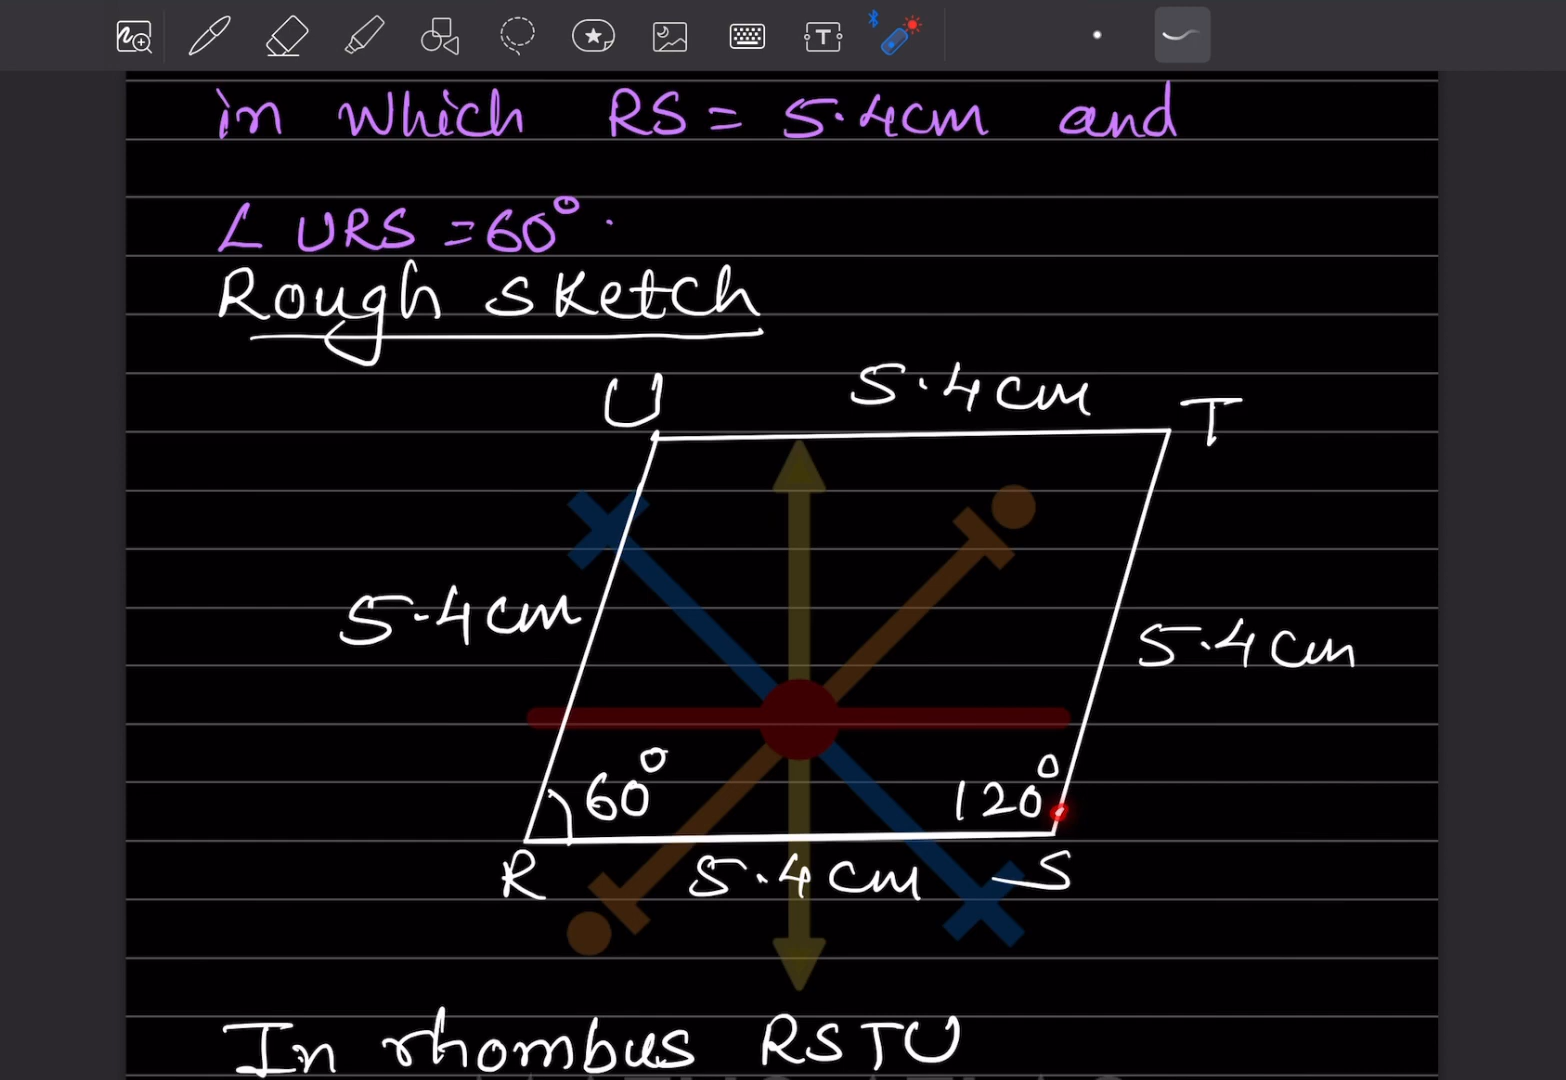 in which RS = 5.4cm and
∠ URS = 60°.
Rough sketch
U 5.4cm T
5.4cm 5.4cm
60° 120°
R 5.4cm S
In rhombus RSTU